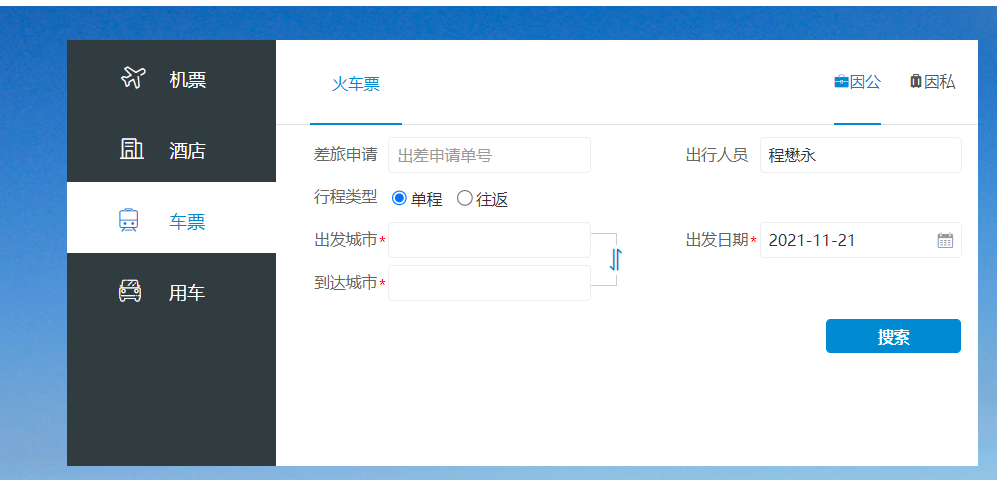 机票
酒店
车票
用车
火车票
因公
因私
差旅申请 出差申请单号
出行人员 程懋永
行程类型 单程 往返
出发城市*
出发日期* 2021-11-21
到达城市*
搜索